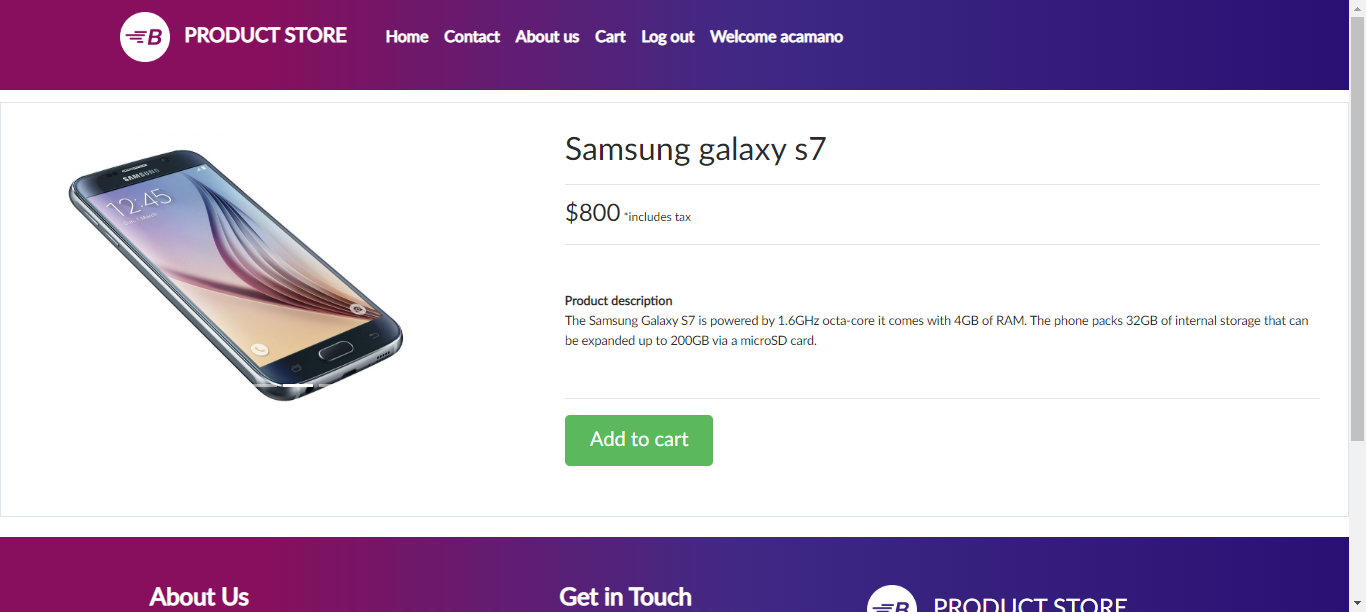 B PRODUCT STORE Home Contact About us Cart Log out Welcome acamano
Samsung galaxy s7
SAMSUNG
12:45
$800 *includes tax
Product description
The Samsung Galaxy S7 is powered by 1.6GHz octa-core it comes with 4GB of RAM. The phone packs 32GB of internal storage that can
be expanded up to 200GB via a microSD card.
Add to cart
About Us Get in Touch B PRODUCT STORE